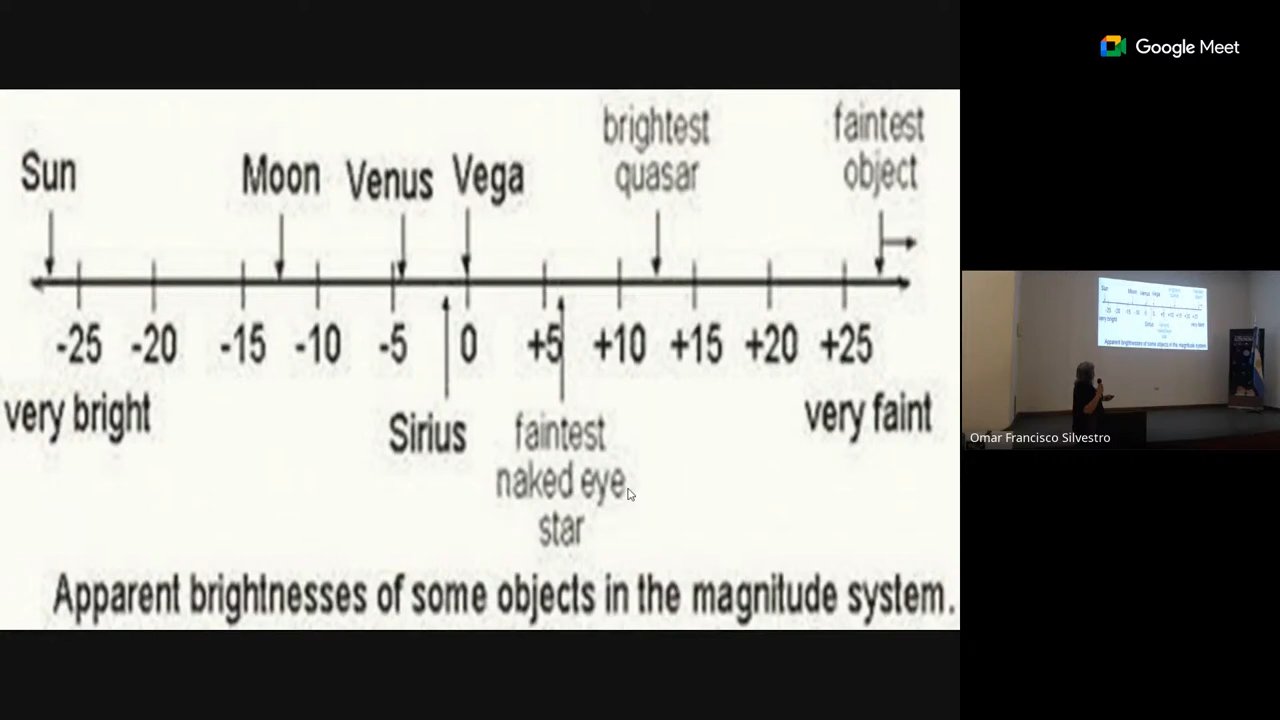 Google Meet
brightest
faintest
Sun
Moon
Venus
Vega
quasar
object
-25 -20 -15 -10 -5 0 +5 +10 +15 +20 +25
very bright
very faint
Sirius
faintest
naked eye
star
Apparent brightnesses of some objects in the magnitude system.
Omar Francisco Silvestro